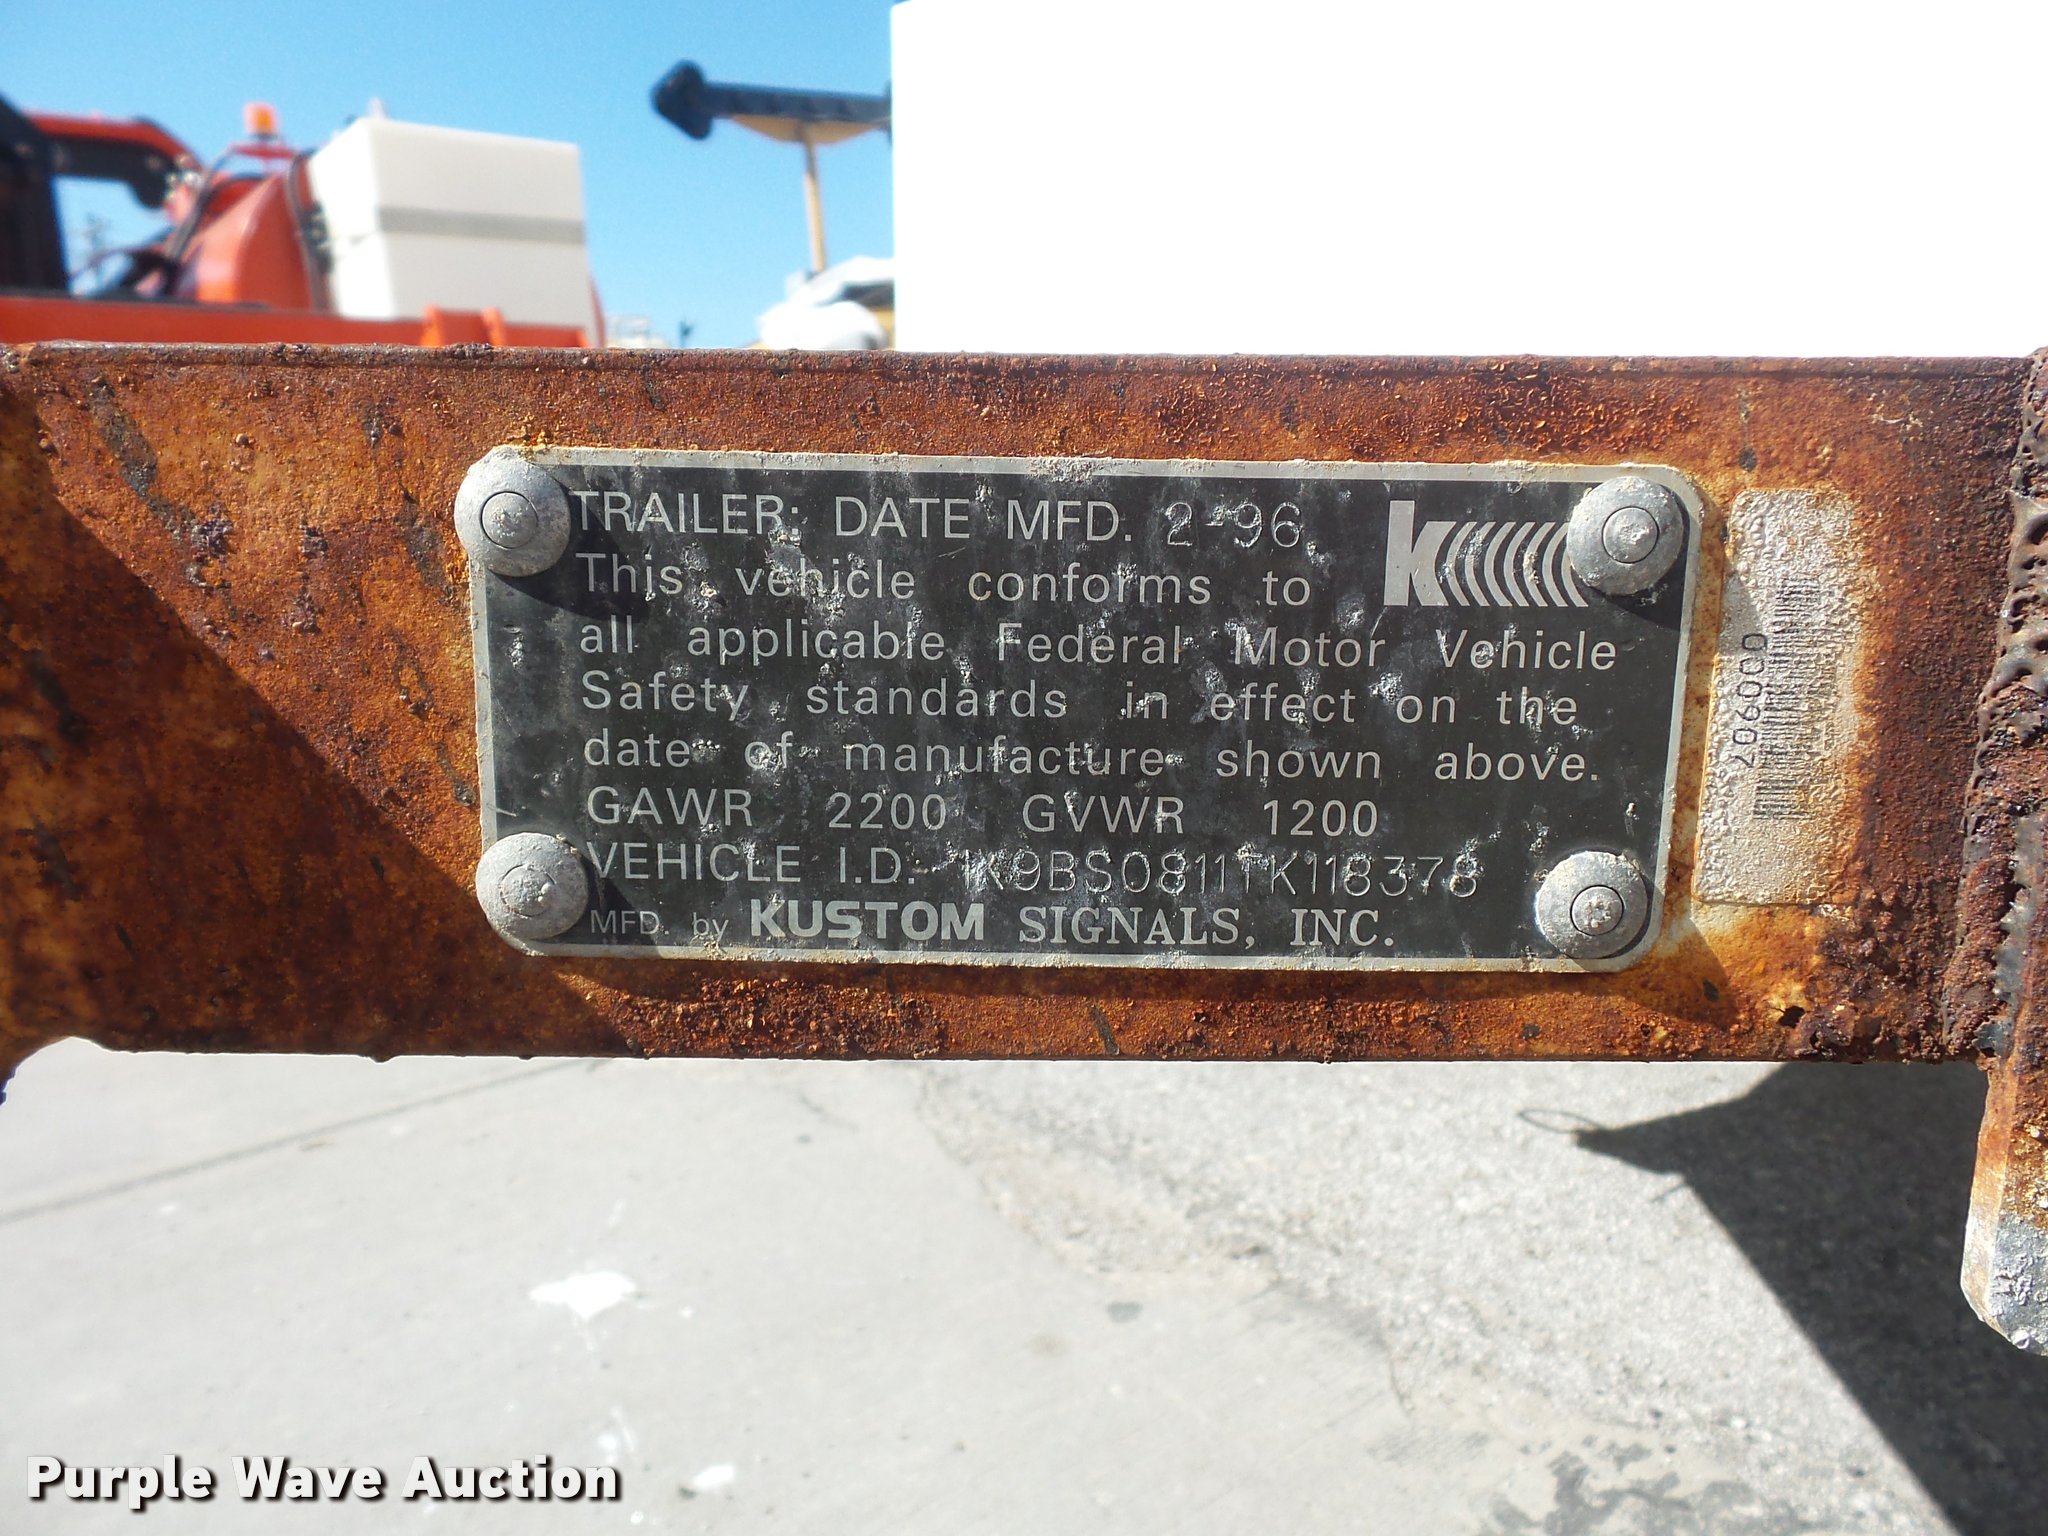 TRAILER: DATE MFD. 2-96
k
This vehicle conforms to
all applicable Federal Motor Vehicle
Safety standards in effect on the
date of manufacture shown above.
GAWR 2200 GVWR 1200
VEHICLE I.D. 1K9BS0811TK118378
MFD. by KUSTOM SIGNALS, INC.
206000
Purple Wave Auction